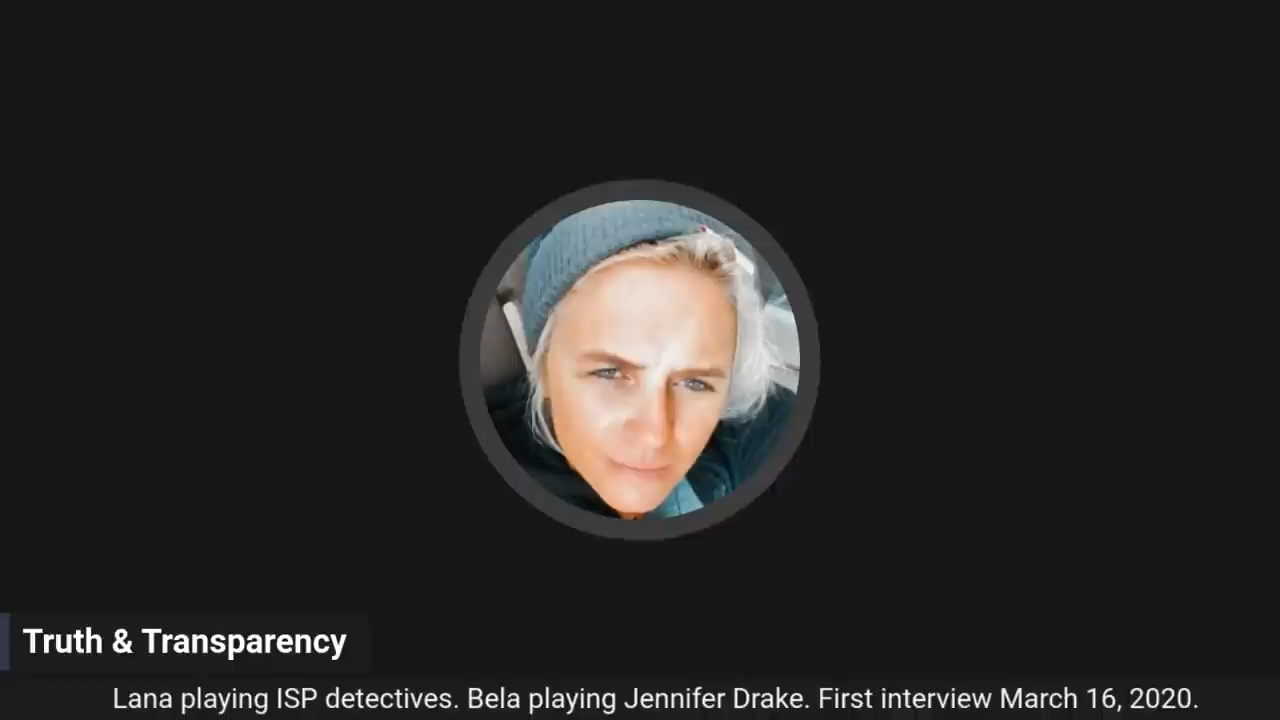 Truth & Transparency
Lana playing ISP detectives. Bela playing Jennifer Drake. First interview March 16, 2020.